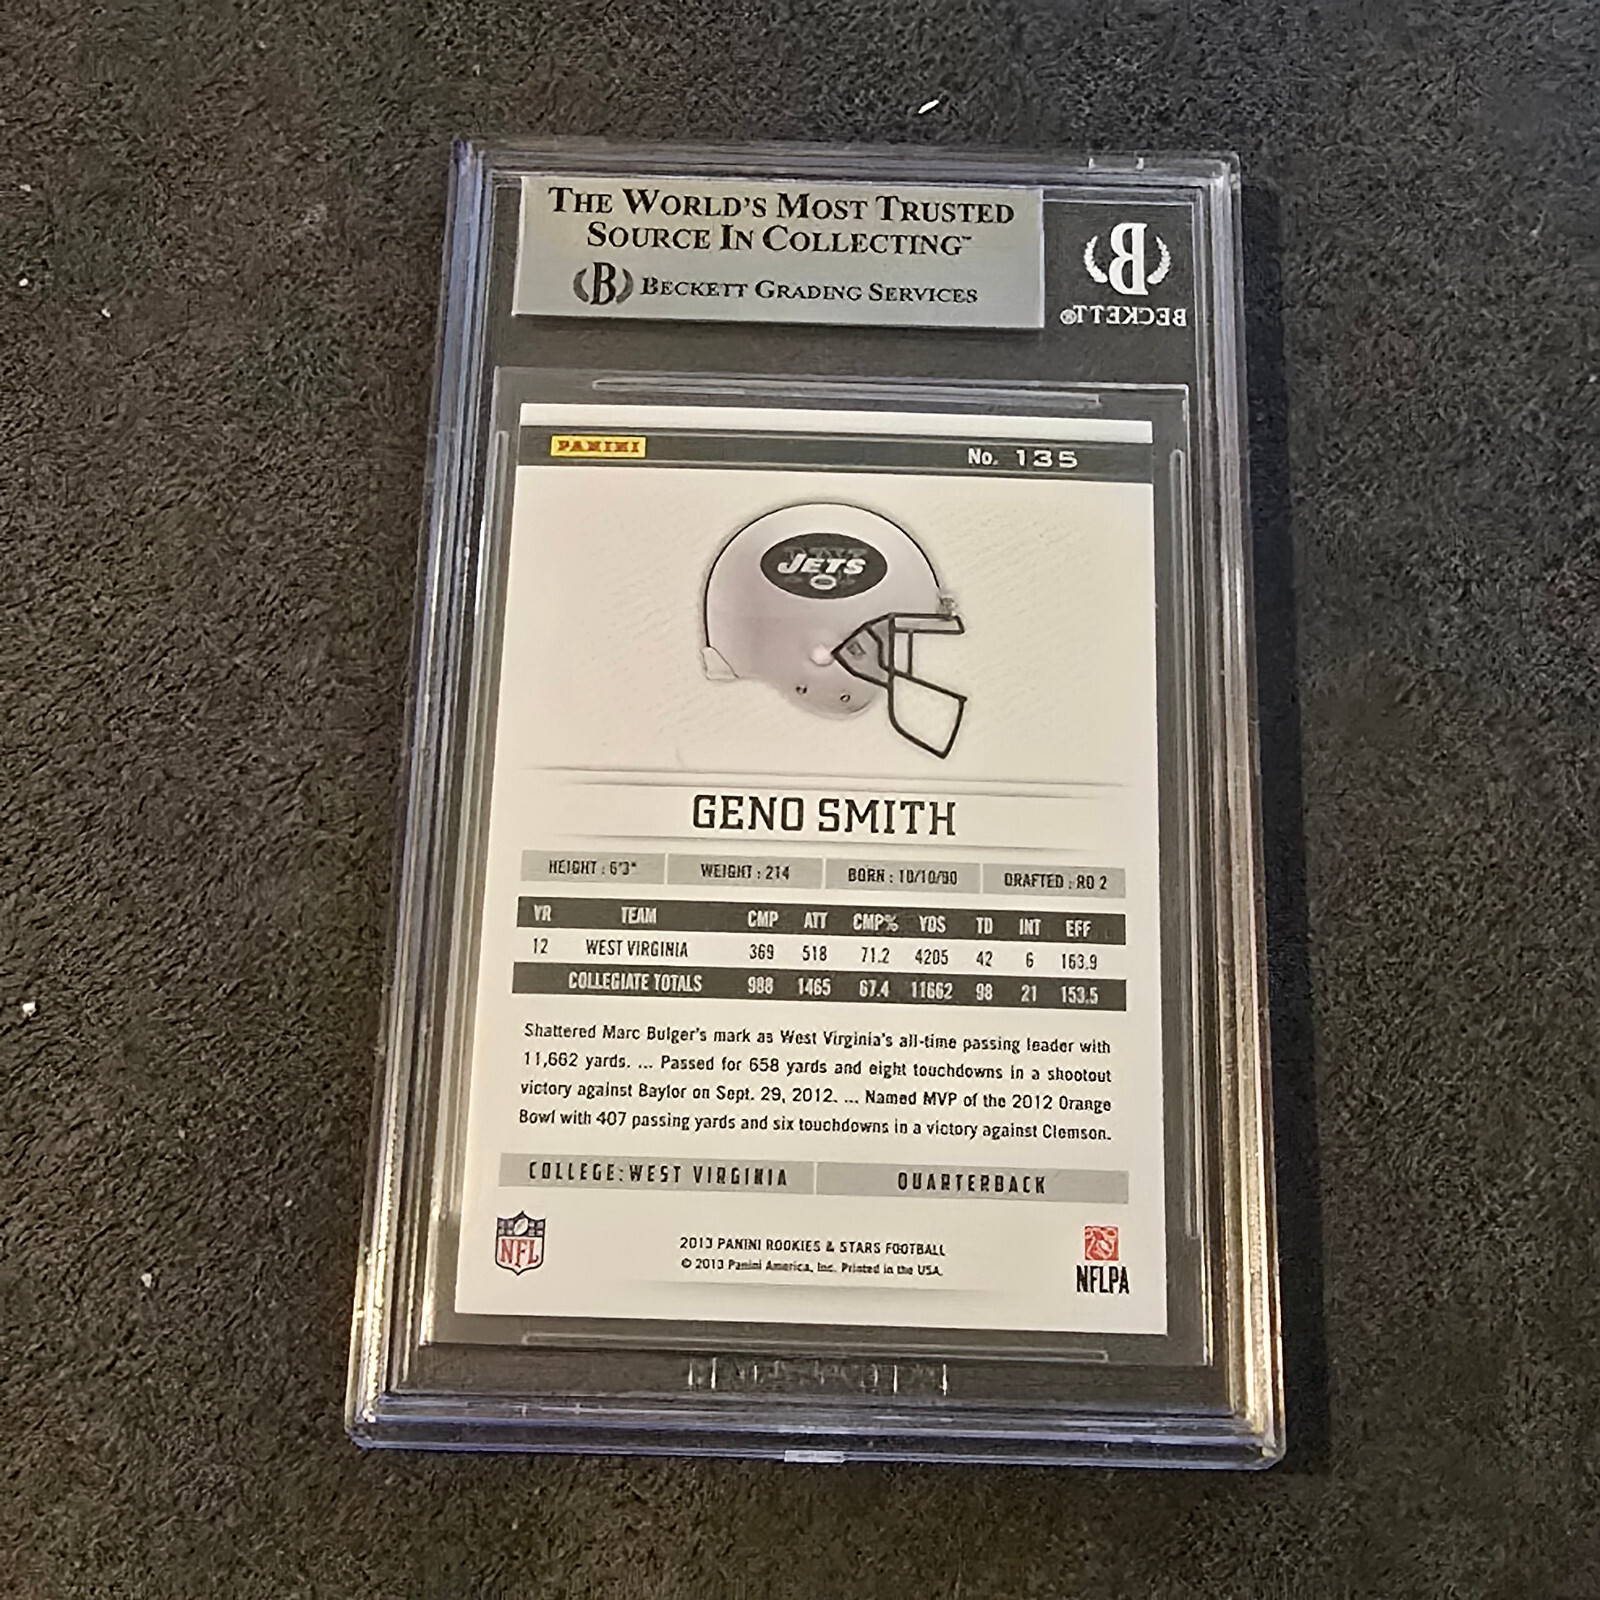 THE WORLD'S MOST TRUSTED
SOURCE IN COLLECTING™
B BECKETT GRADING SERVICES
B
BECKETT®
PANINI
No. 135
JETS
GENO SMITH
HEIGHT : 6'3" WEIGHT : 214 BORN : 10/10/90 DRAFTED : RD 2
YR TEAM CMP ATT CMP% YDS TD INT EFF
12 WEST VIRGINIA 369 518 71.2 4205 42 6 163.9
COLLEGIATE TOTALS 988 1465 67.4 11662 98 21 153.5
Shattered Marc Bulger's mark as West Virginia's all-time passing leader with
11,662 yards. ... Passed for 658 yards and eight touchdowns in a shootout
victory against Baylor on Sept. 29, 2012. ... Named MVP of the 2012 Orange
Bowl with 407 passing yards and six touchdowns in a victory against Clemson.
COLLEGE: WEST VIRGINIA QUARTERBACK
NFL
2013 PANINI ROOKIES & STARS FOOTBALL
© 2013 Panini America, Inc. Printed in the USA.
NFLPA